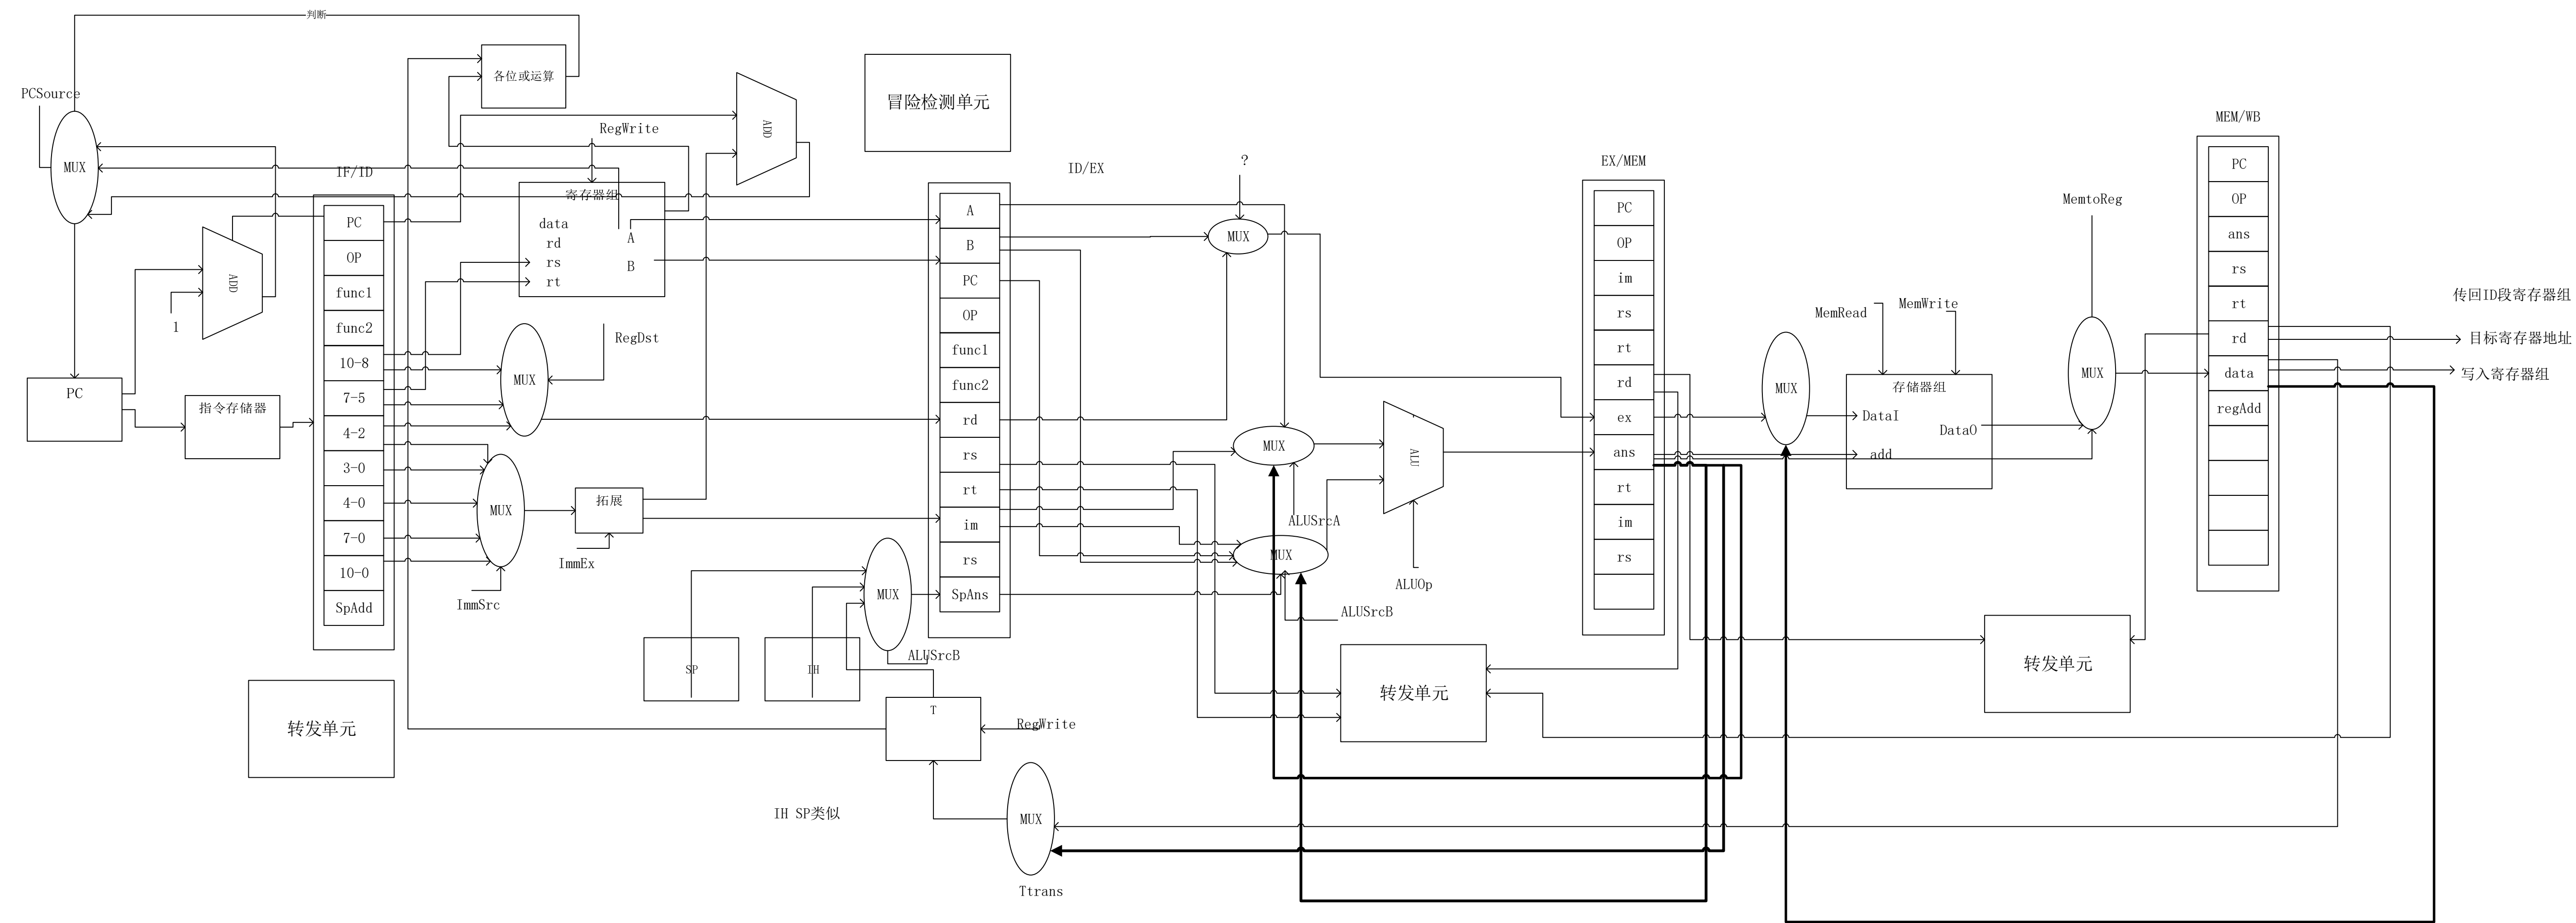 判断
各位或运算
PCSource
MUX
ADD
RegWrite
冒险检测单元
IF/ID
寄存器组
data
rd
rs
rt
A
B
ADD
1
PC
指令存储器
PC
OP
func1
func2
10-8
7-5
4-2
3-0
4-0
7-0
10-0
SpAdd
MUX
RegDst
MUX
拓展
ImmEx
ImmSrc
转发单元
SP
IH
MUX
ALUSrcB
T
RegWrite
IH SP类似
MUX
Ttrans
ID/EX
A
B
PC
OP
func1
func2
rd
rs
rt
im
rs
SpAns
?
MUX
MUX
ALUSrcA
MUX
ALUSrcB
ALU
ALUOp
转发单元
EX/MEM
PC
OP
im
rs
rt
rd
ex
ans
rt
im
rs
MUX
MemRead
MemWrite
存储器组
DataI
DataO
add
MemtoReg
MUX
转发单元
MEM/WB
PC
OP
ans
rs
rt
rd
data
regAdd
传回ID段寄存器组
目标寄存器地址
写入寄存器组